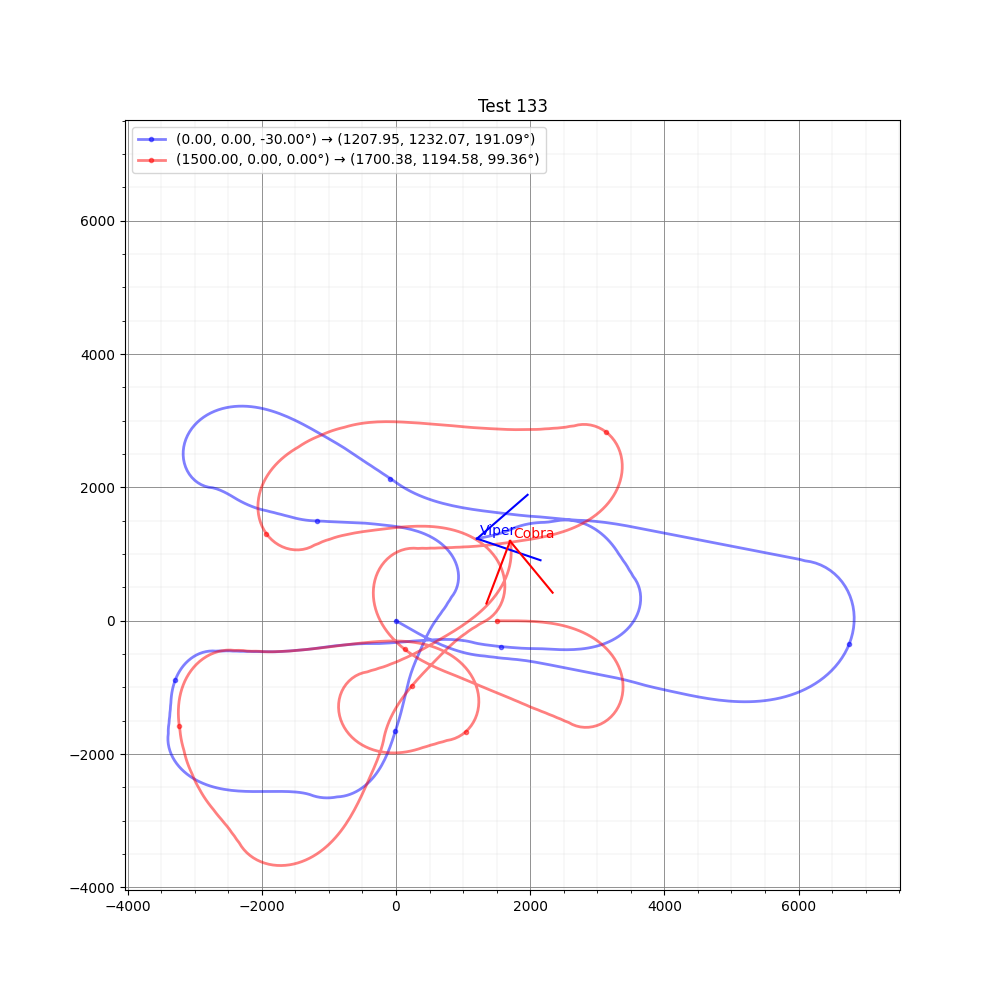 Test 133
(0.00, 0.00, -30.00°) → (1207.95, 1232.07, 191.09°)
(1500.00, 0.00, 0.00°) → (1700.38, 1194.58, 99.36°)
6000
4000
2000
Viper
Cobra
0
−2000
−4000
−4000 −2000 0 2000 4000 6000